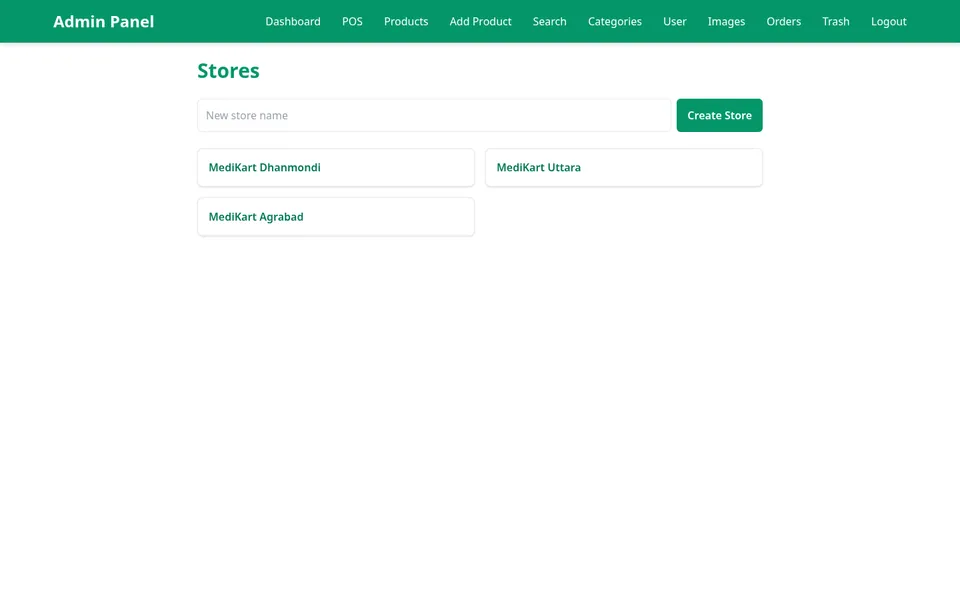 Admin Panel Dashboard POS Products Add Product Search Categories User Images Orders Trash Logout
Stores
New store name Create Store
MediKart Dhanmondi MediKart Uttara
MediKart Agrabad